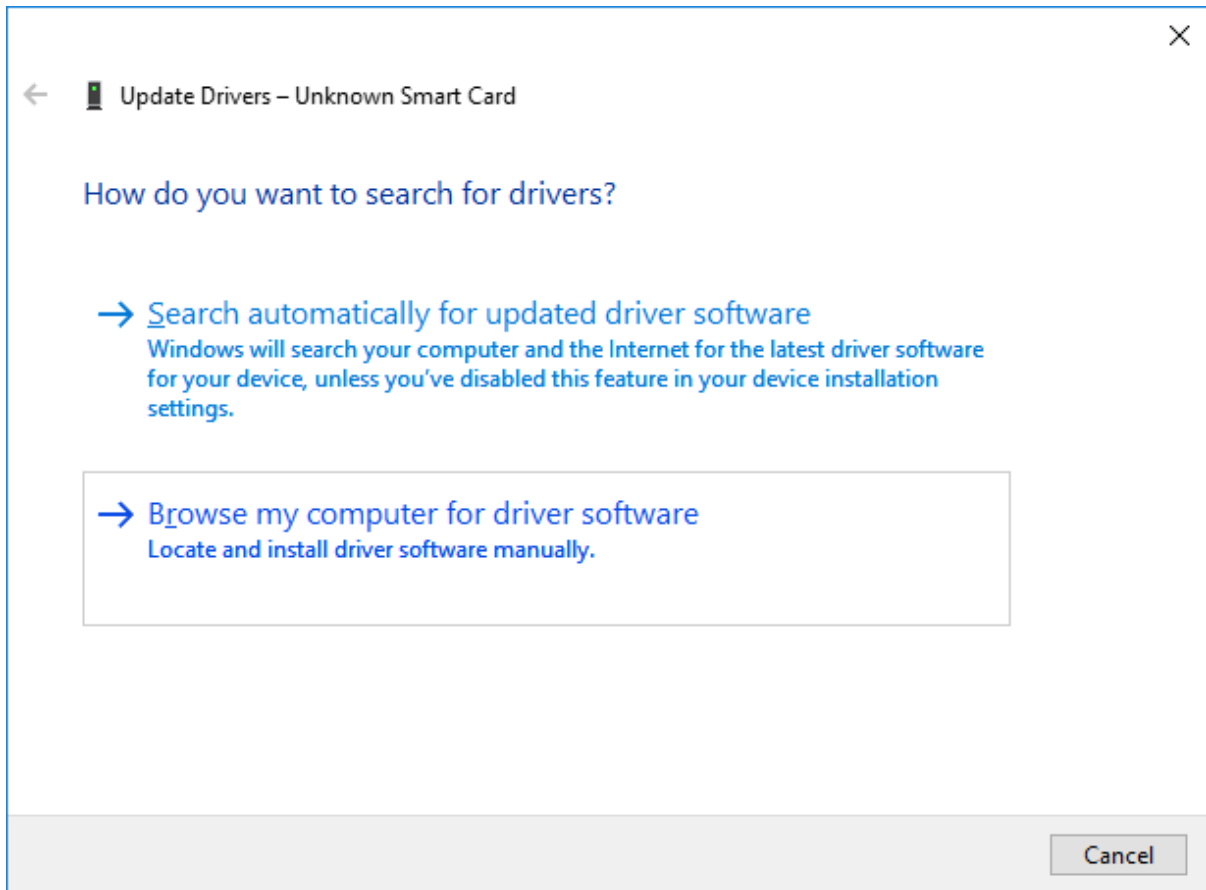 Update Drivers – Unknown Smart Card
How do you want to search for drivers?
Search automatically for updated driver software
Windows will search your computer and the Internet for the latest driver software
for your device, unless you’ve disabled this feature in your device installation
settings.
Browse my computer for driver software
Locate and install driver software manually.
Cancel